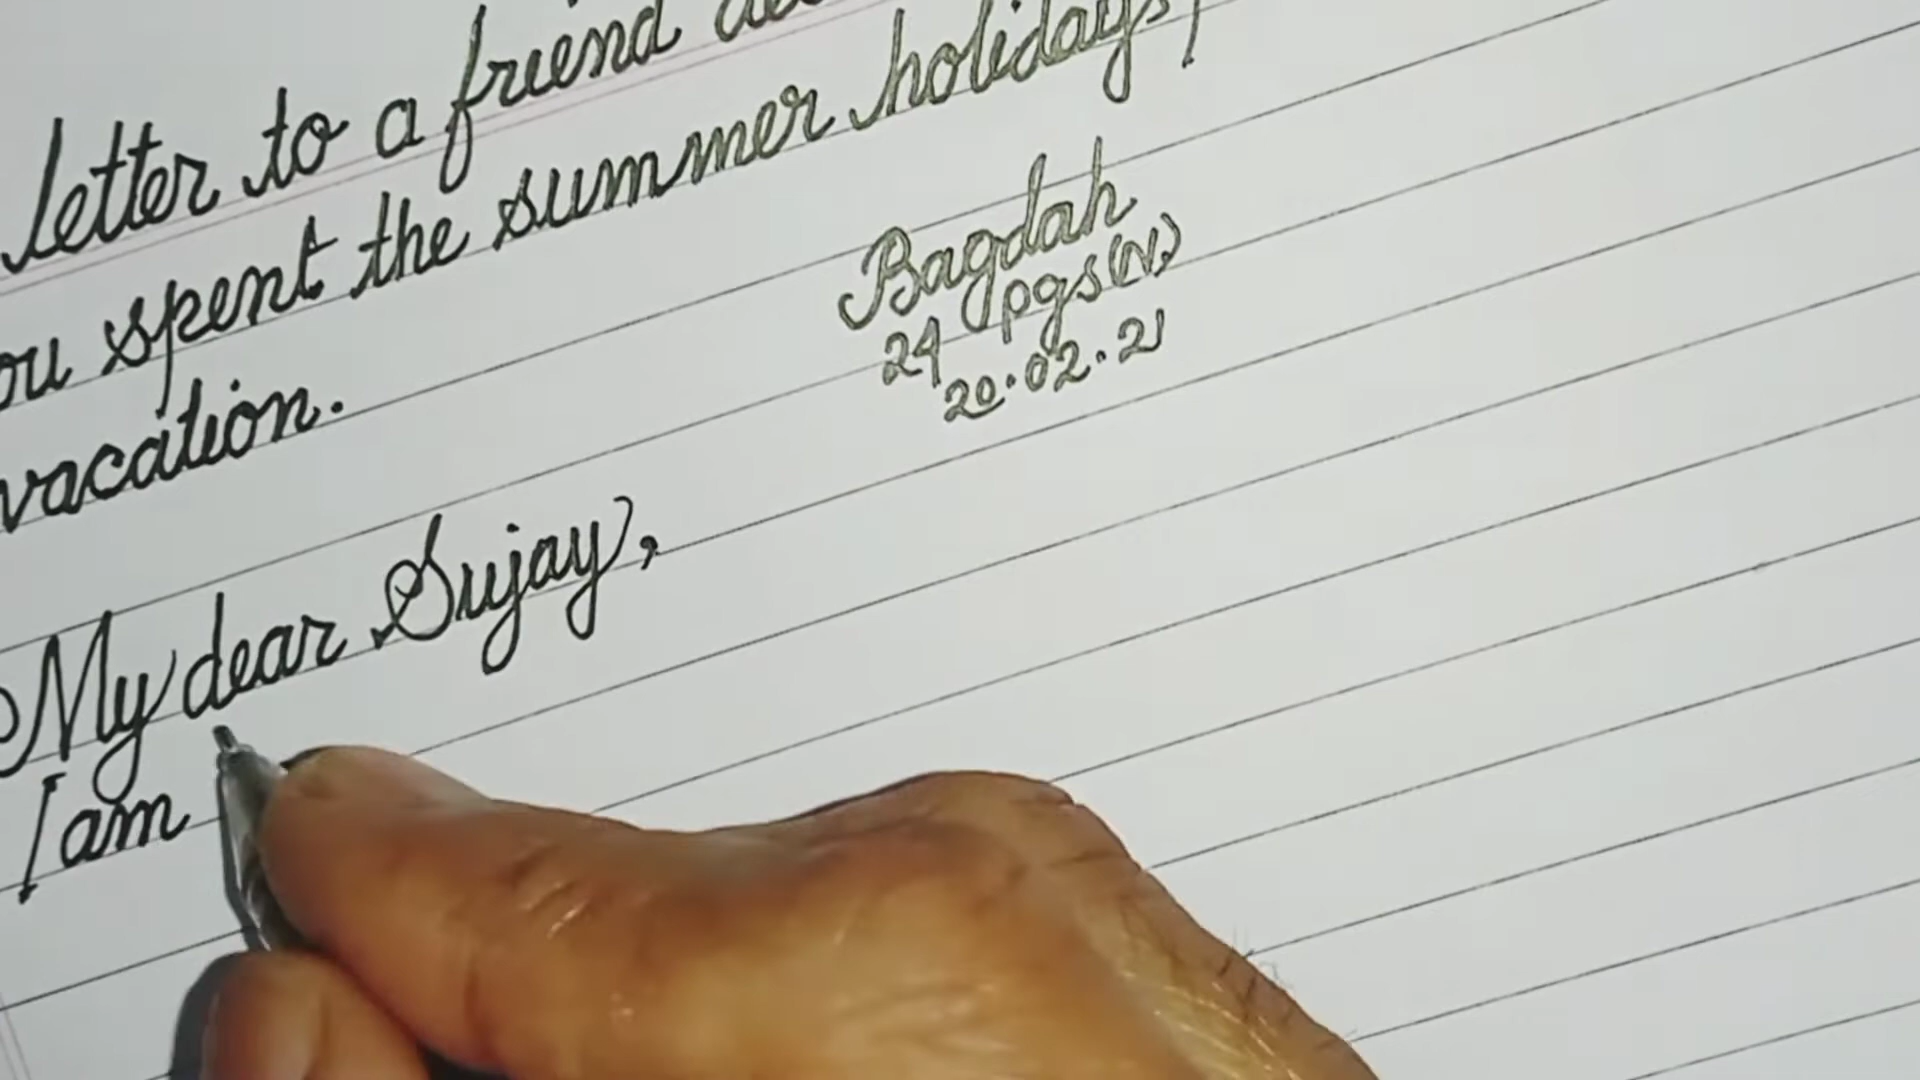 letter to a friend
spent the summer holidays/
vacation.
Bagdah
24 pgs(N)
20.02.21
My dear Sujay,
I am